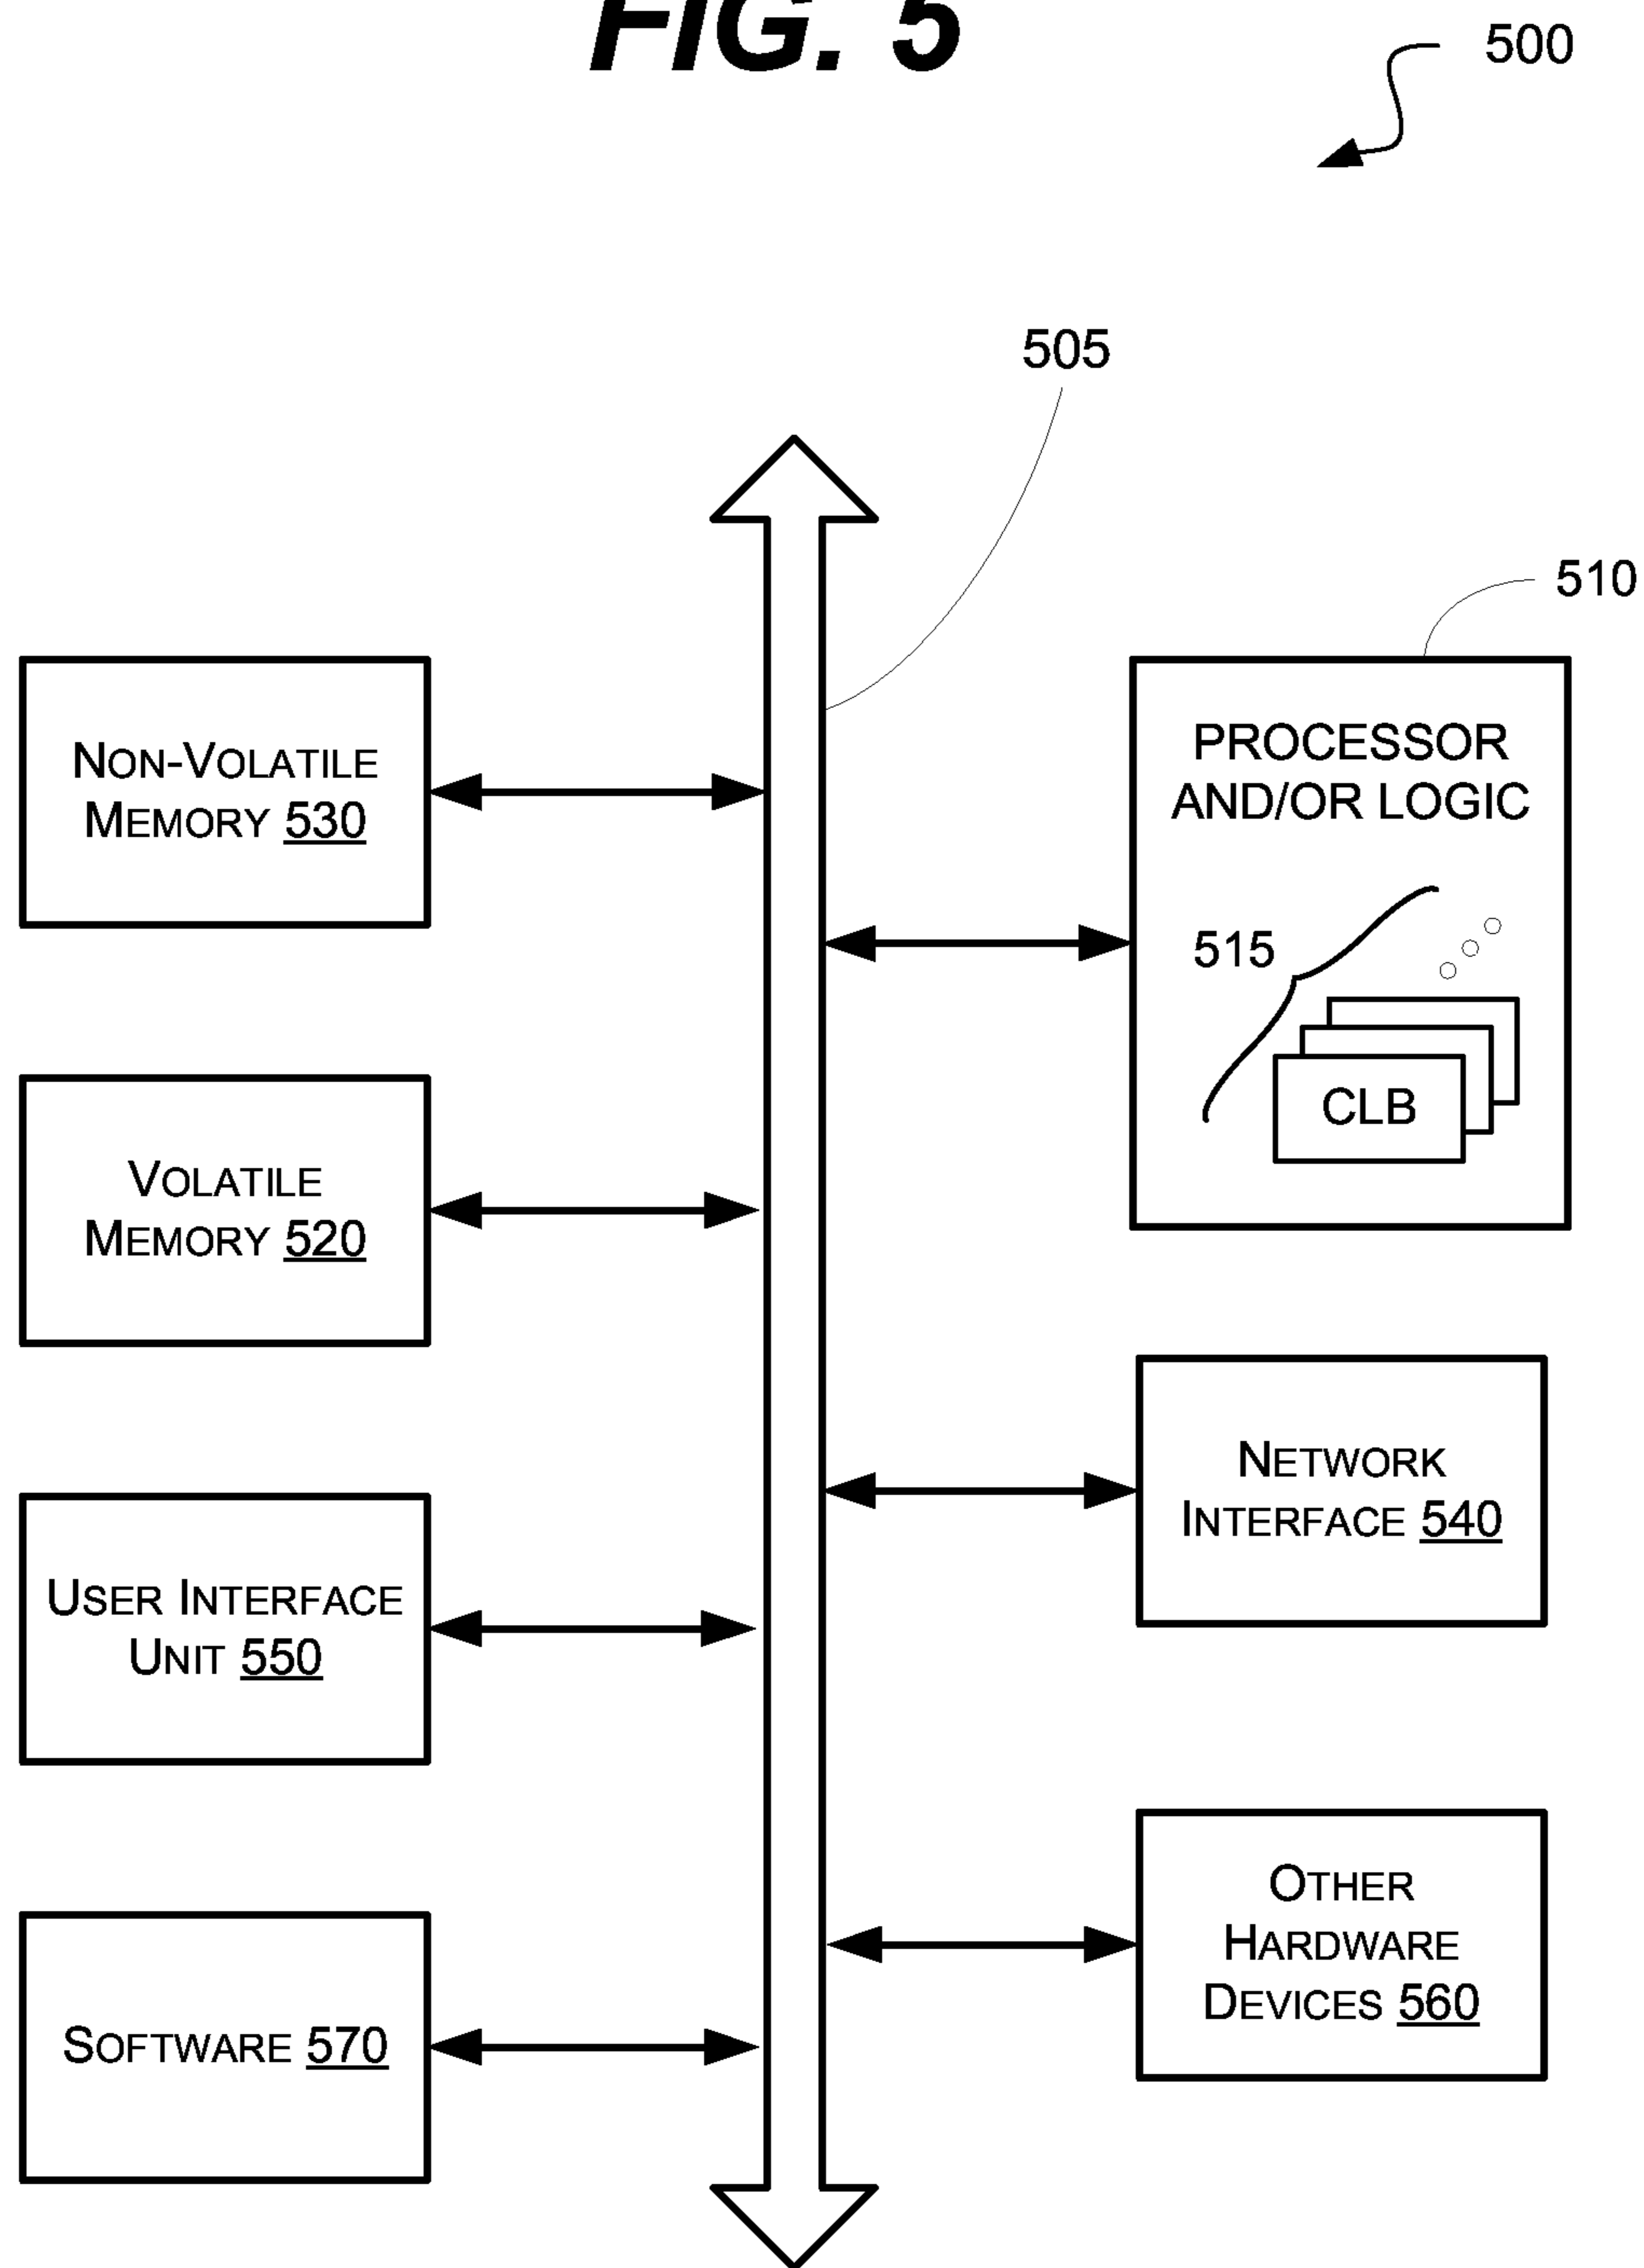 FIG. 5
500
505
510
NON-VOLATILE
MEMORY 530
PROCESSOR
AND/OR LOGIC
515
CLB
VOLATILE
MEMORY 520
NETWORK
INTERFACE 540
USER INTERFACE
UNIT 550
OTHER
HARDWARE
DEVICES 560
SOFTWARE 570